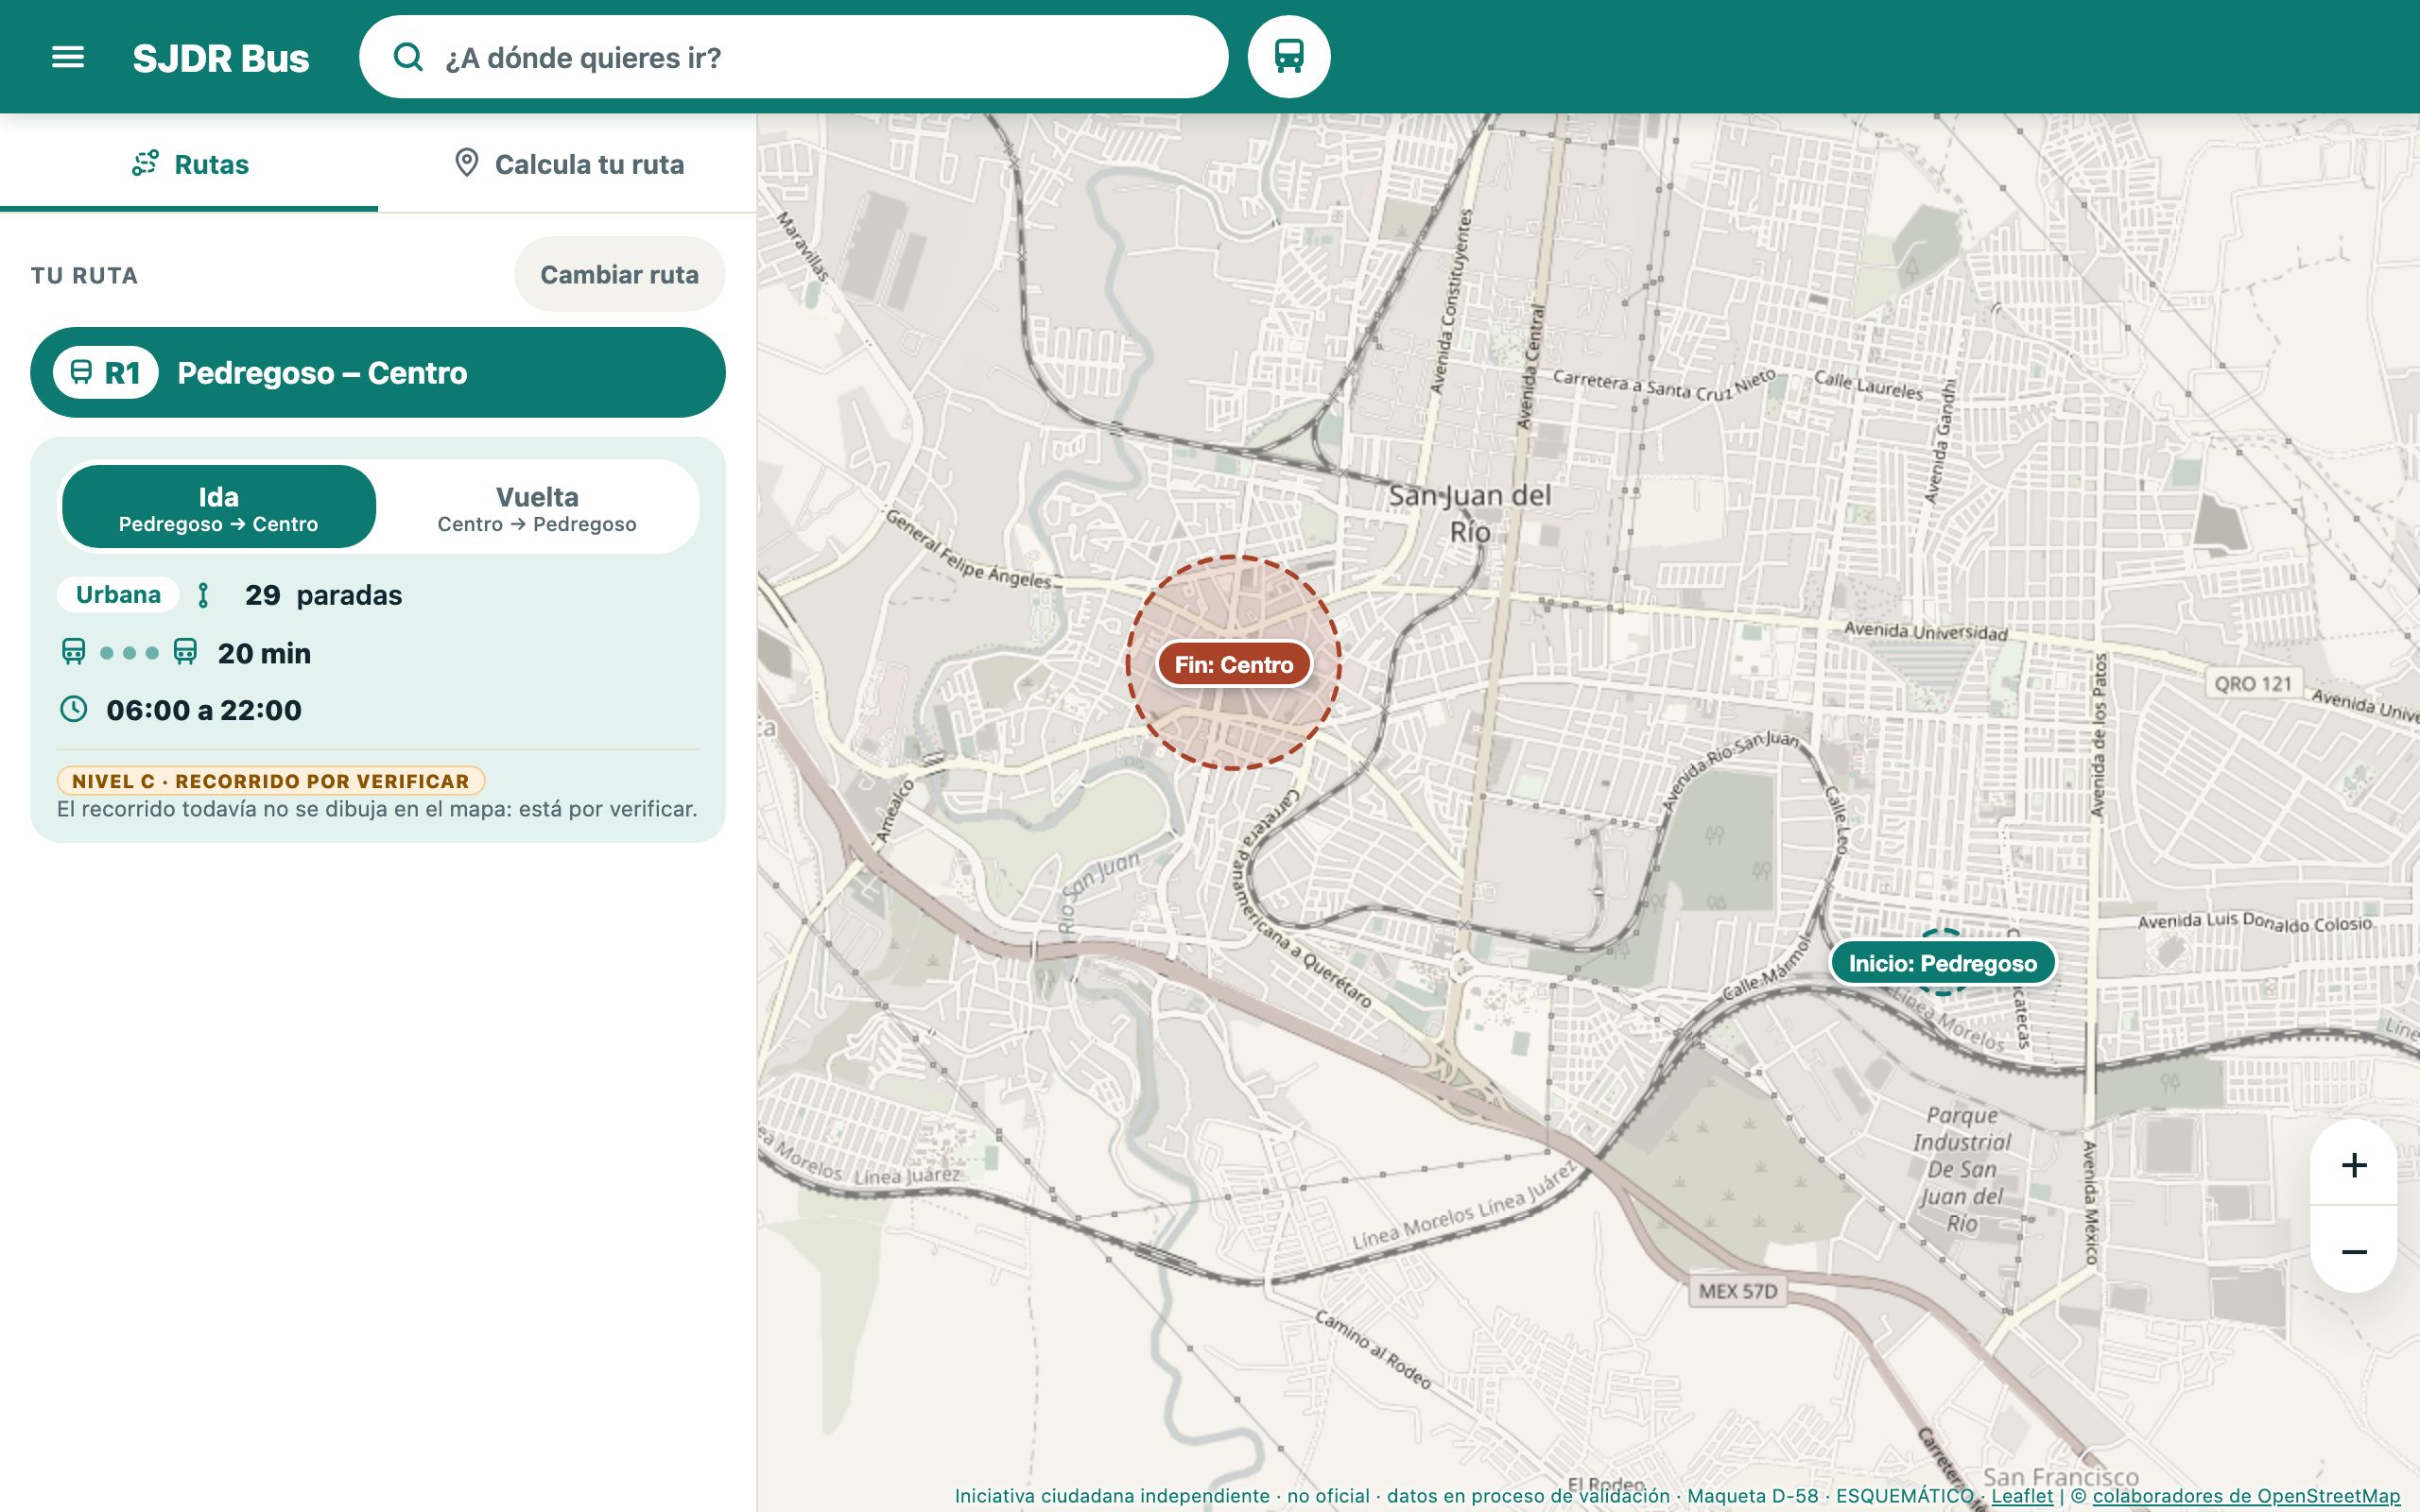 SJDR Bus
¿A dónde quieres ir?
Rutas
Calcula tu ruta
TU RUTA
Cambiar ruta
R1
Pedregoso – Centro
Ida
Pedregoso → Centro
Vuelta
Centro → Pedregoso
Urbana
29 paradas
20 min
06:00 a 22:00
NIVEL C · RECORRIDO POR VERIFICAR
El recorrido todavía no se dibuja en el mapa: está por verificar.
Maravillas
Avenida Constituyentes
Avenida Central
Carretera a Santa Cruz Nieto
Calle Laureles
Avenida Gandhi
San Juan del
Río
General Felipe Ángeles
Fin: Centro
Avenida Universidad
QRO 121
Avenida de los Patos
Avenida Río San Juan
Calle Leo
Amealco
Río San Juan
Carretera Panamericana a Querétaro
Avenida Luis Donaldo Colosio
Inicio: Pedregoso
Calle Mármol
Línea Morelos
Parque
Industrial
De San
Juan del
Río
Avenida México
Línea Juárez
Línea Morelos Línea Juárez
MEX 57D
Camino al Rodeo
El Rodeo
San Francisco
+
−
Iniciativa ciudadana independiente · no oficial · datos en proceso de validación · Maqueta D-58 · ESQUEMÁTICO · Leaflet | © colaboradores de OpenStreetMap